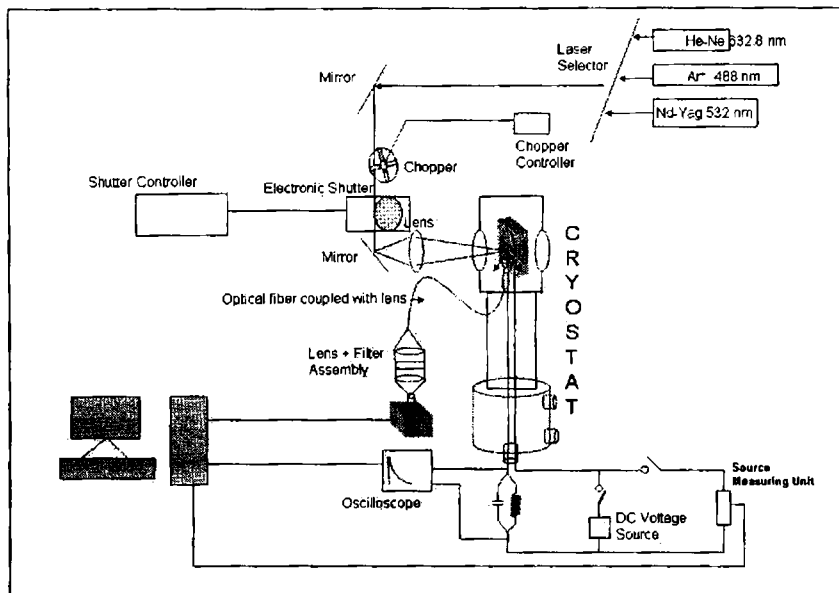 He-Ne 632.8 nm
Laser
Selector
Ar+ 488 nm
Mirror
Nd-Yag 532 nm
Chopper
Controller
Chopper
Shutter Controller
Electronic Shutter
Lens
Mirror
CRYOSTAT
Optical fiber coupled with lens
Lens + Filter
Assembly
Oscilloscope
Source
Measuring Unit
DC Voltage
Source